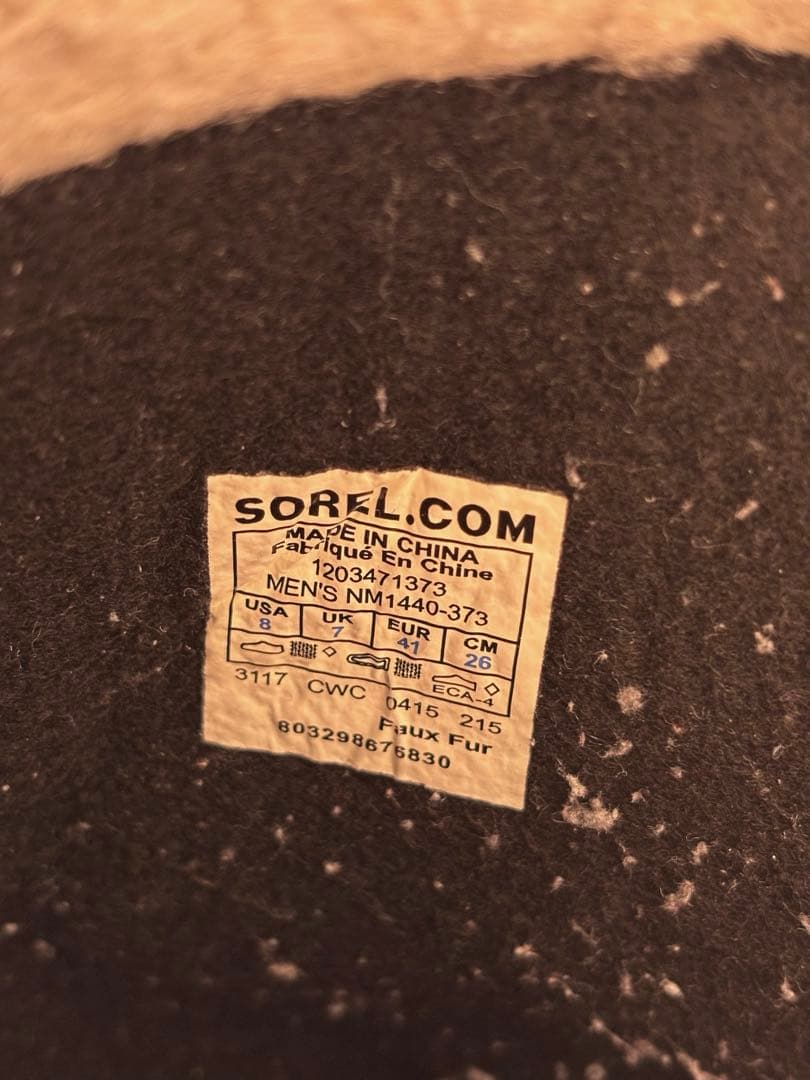 SOREL.COM
MADE IN CHINA
Fabriqué En Chine
1203471373
MEN'S NM1440-373
USA UK EUR CM
8 7 41 26
ECA-4
3117 CWC 0415 215
Faux Fur
803298676830